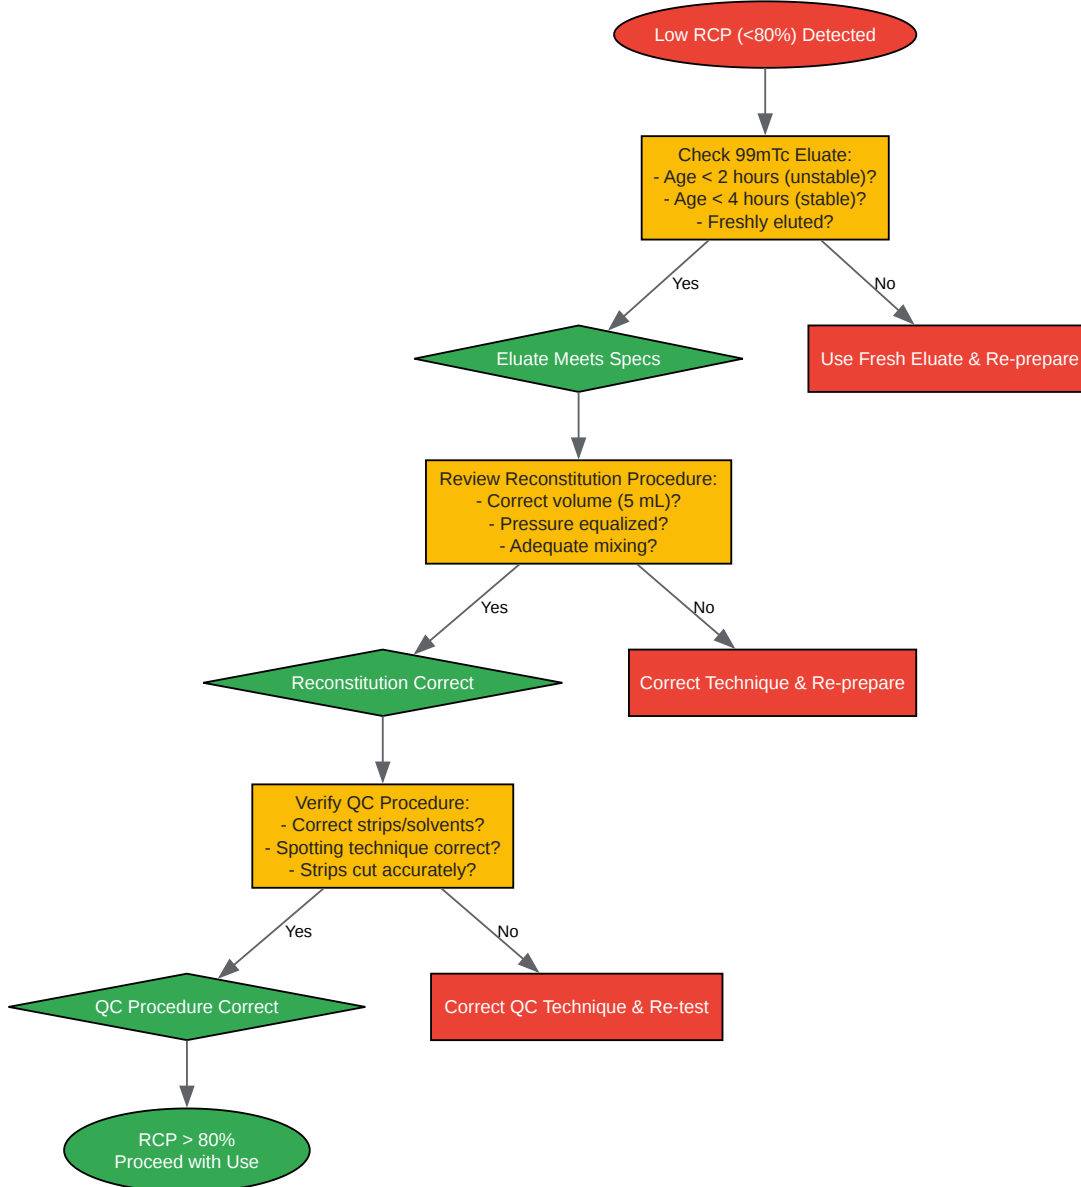 Low RCP (<80%) Detected
Check 99mTc Eluate:
- Age < 2 hours (unstable)?
- Age < 4 hours (stable)?
- Freshly eluted?
Yes
No
Eluate Meets Specs
Use Fresh Eluate & Re-prepare
Review Reconstitution Procedure:
- Correct volume (5 mL)?
- Pressure equalized?
- Adequate mixing?
Yes
No
Reconstitution Correct
Correct Technique & Re-prepare
Verify QC Procedure:
- Correct strips/solvents?
- Spotting technique correct?
- Strips cut accurately?
Yes
No
QC Procedure Correct
Correct QC Technique & Re-test
RCP > 80%
Proceed with Use